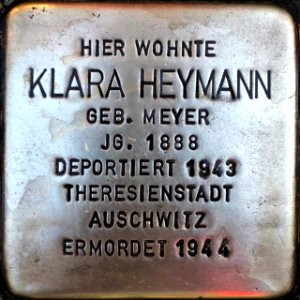 HIER WOHNTE
KLARA HEYMANN
GEB. MEYER
JG. 1888
DEPORTIERT 1943
THERESIENSTADT
AUSCHWITZ
ERMORDET 1944